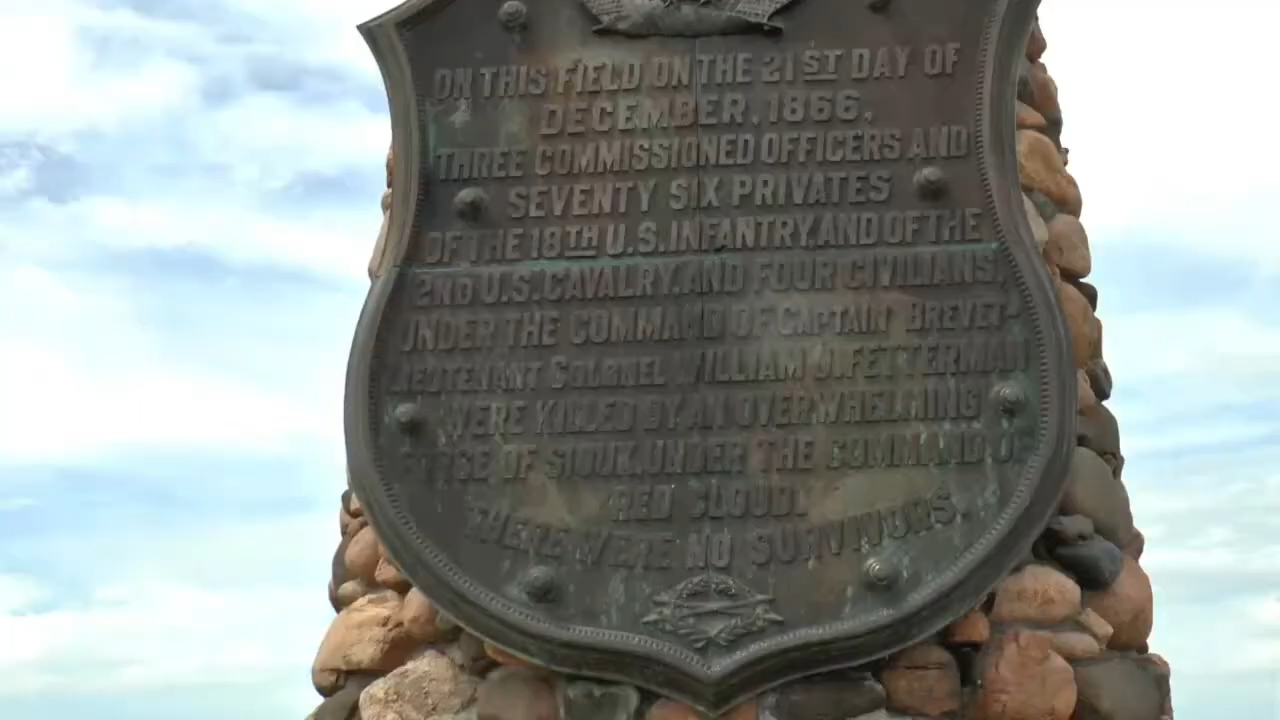 ON THIS FIELD ON THE 21ST DAY OF
DECEMBER, 1866,
THREE COMMISSIONED OFFICERS AND
SEVENTY SIX PRIVATES
OF THE 18TH U.S. INFANTRY, AND OF THE
2ND U.S. CAVALRY, AND FOUR CIVILIANS
UNDER THE COMMAND OF CAPTAIN BREVET-
LIEUTENANT COLONEL WILLIAM J. FETTERMAN
WERE KILLED BY AN OVERWHELMING
FORCE OF SIOUX, UNDER THE COMMAND OF
RED CLOUD.
THERE WERE NO SURVIVORS.